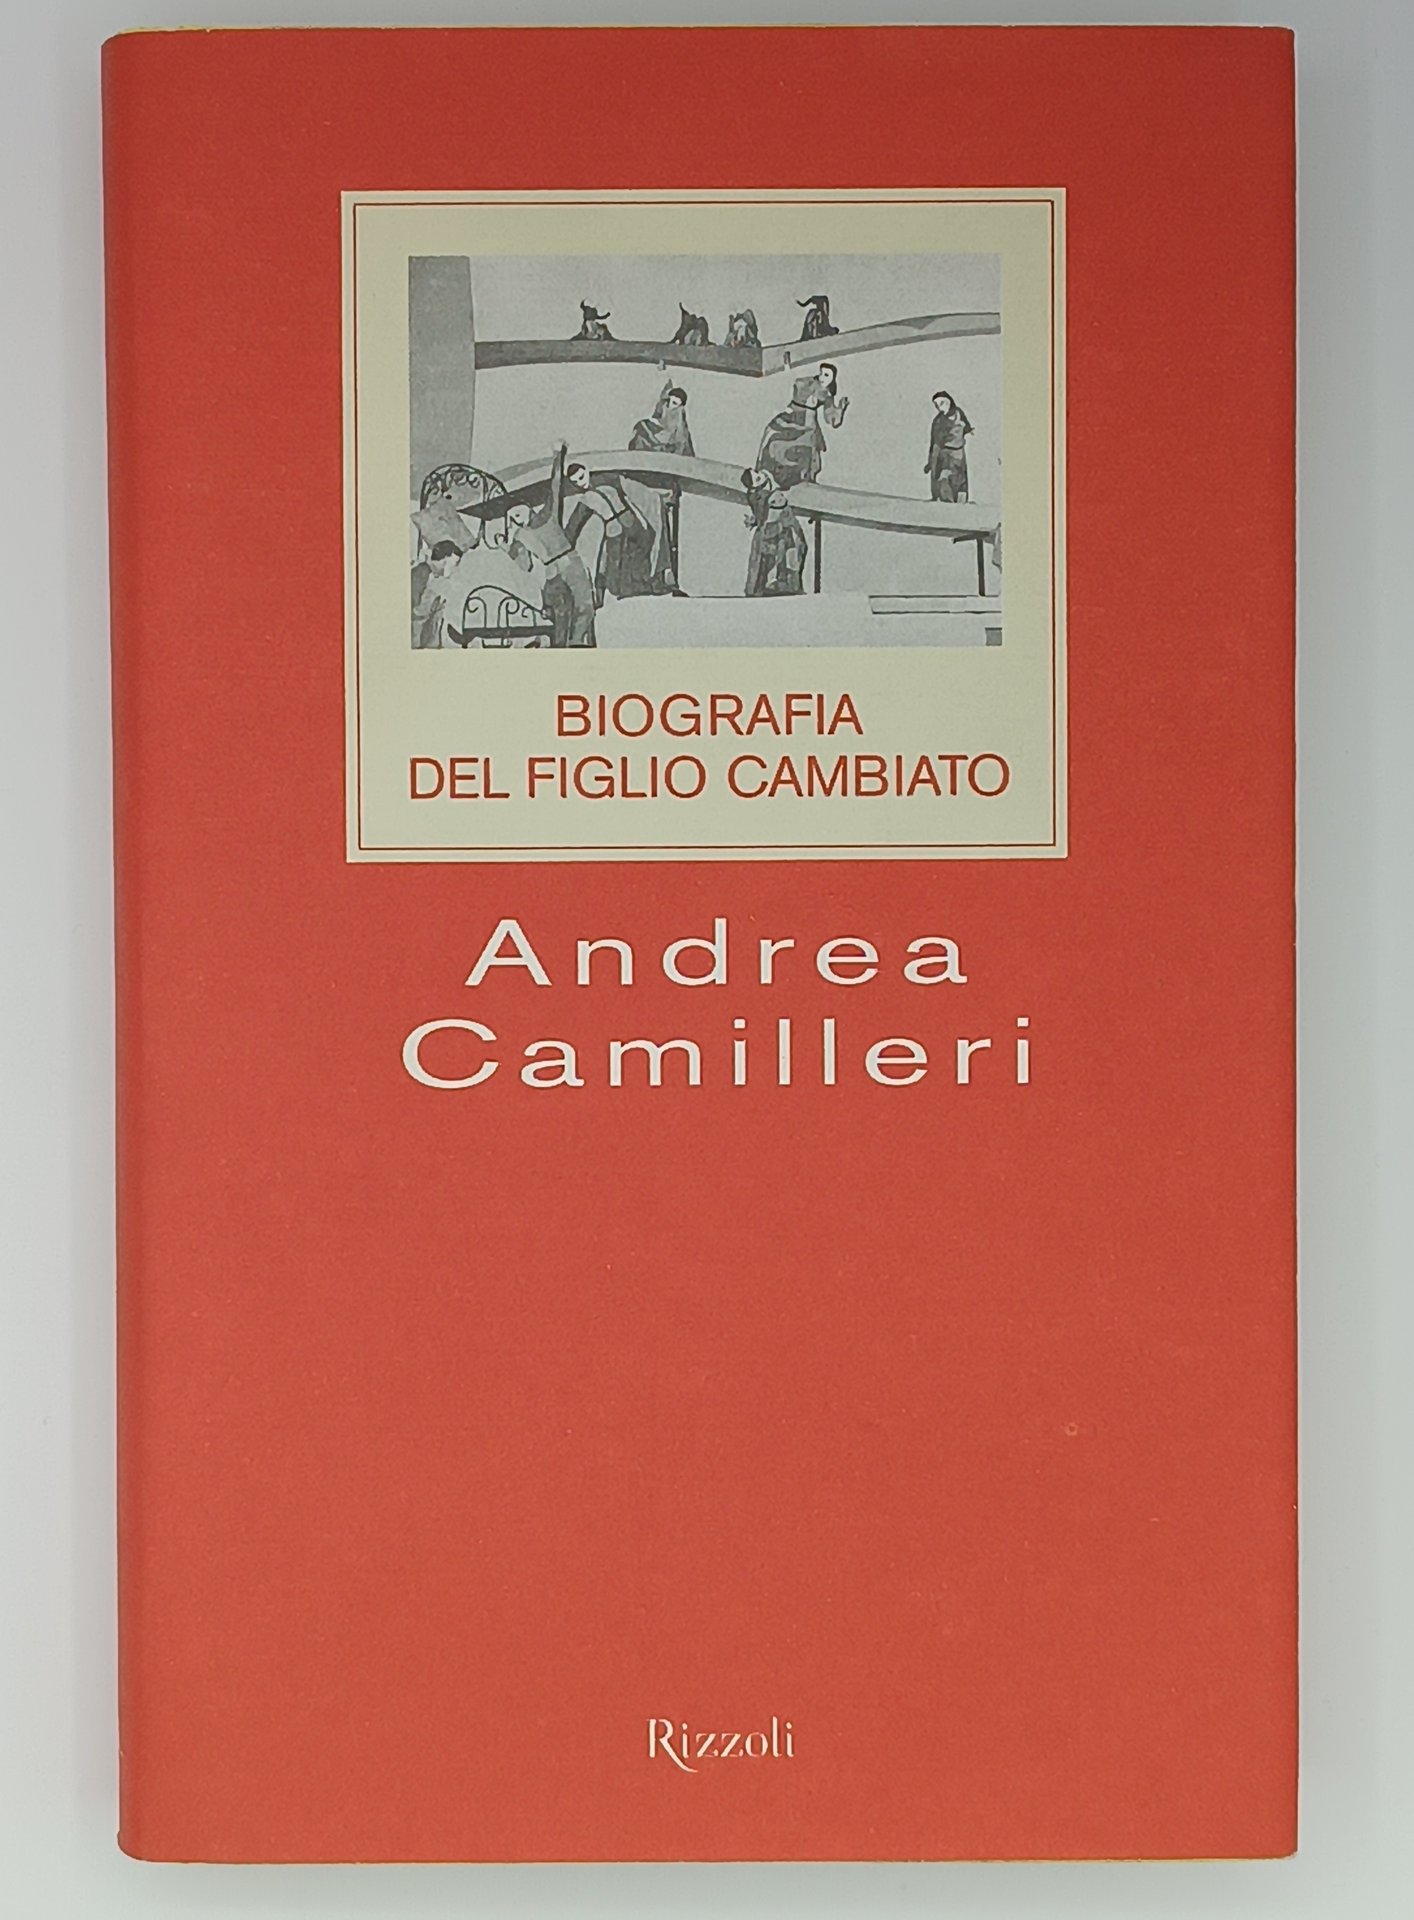 BIOGRAFIA
DEL FIGLIO CAMBIATO
Andrea
Camilleri
Rizzoli